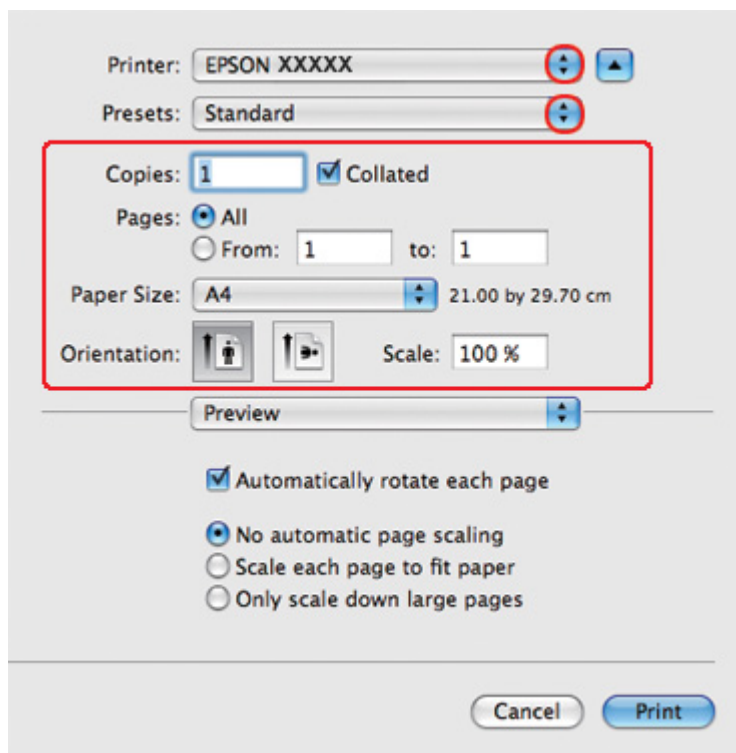 Printer: EPSON XXXXX
Presets: Standard
Copies: 1 Collated
Pages: All
From: 1 to: 1
Paper Size: A4 21.00 by 29.70 cm
Orientation: Scale: 100 %
Preview
Automatically rotate each page
No automatic page scaling
Scale each page to fit paper
Only scale down large pages
Cancel Print